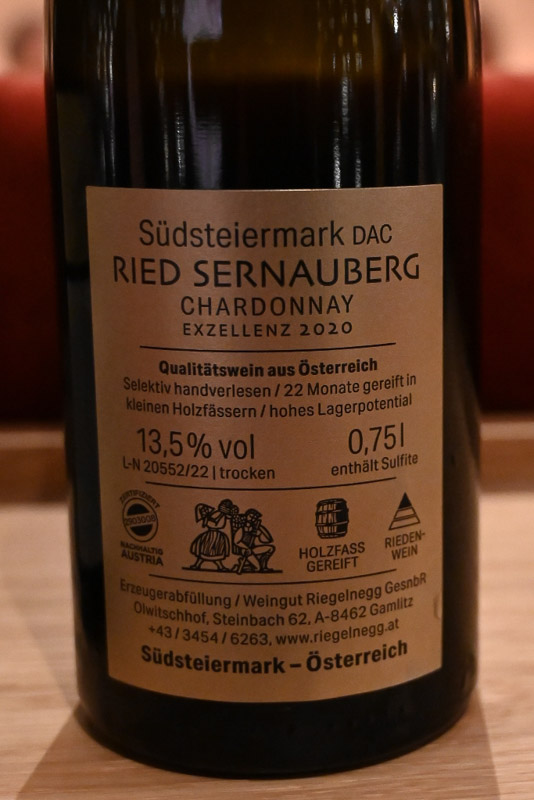 Südsteiermark DAC
RIED SERNAUBERG
CHARDONNAY
EXZELLENZ 2020
Qualitätswein aus Österreich
Selektiv handverlesen / 22 Monate gereift in
kleinen Holzfässern / hohes Lagerpotential
13,5% vol
0,75l
L-N 20552/22 | trocken
enthält Sulfite
ZERTIFIZIERT
NACHHALTIG
AUSTRIA
HOLZFASS
GEREIFT
RIEDEN-
WEIN
Erzeugerabfüllung / Weingut Riegelnegg GesnbR
Olwitschhof, Steinbach 62, A-8462 Gamlitz
+43 / 3454 / 6263, www.riegelnegg.at
Südsteiermark – Österreich